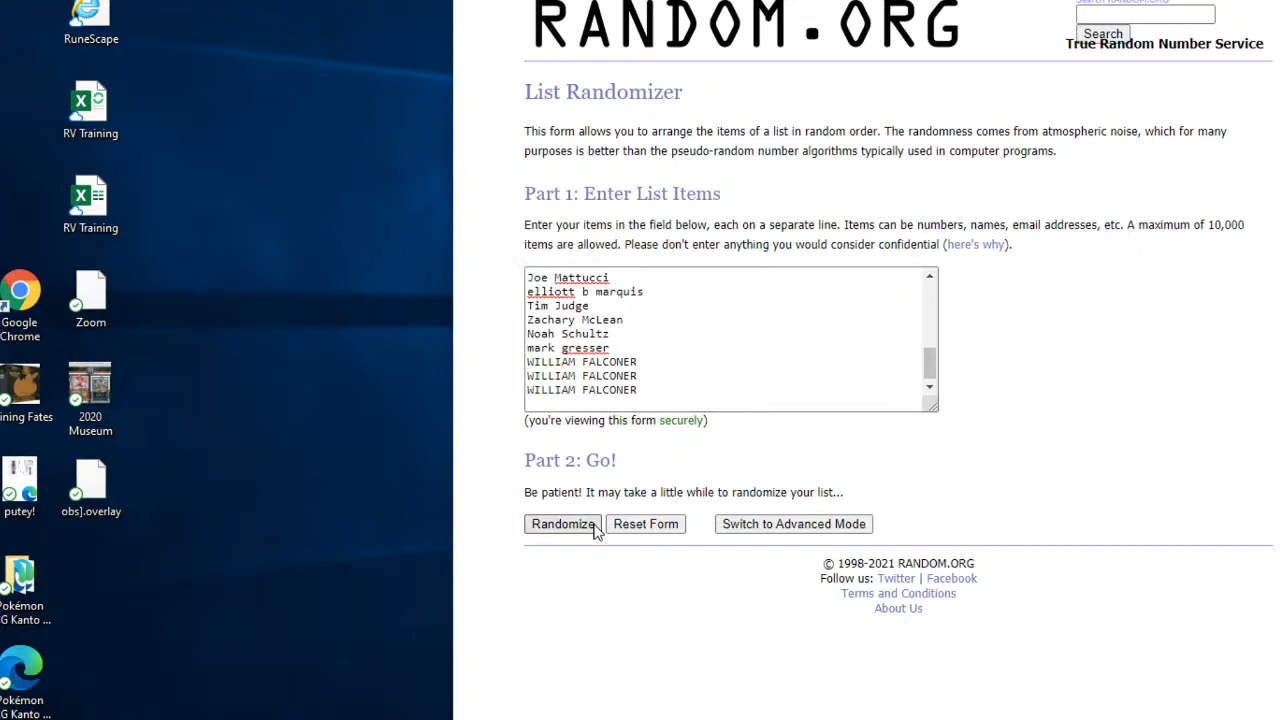 RuneScape
RV Training
RV Training
Google
Chrome
Zoom
ining Fates
2020
Museum
putey!
obs].overlay
Pokémon
G Kanto ...
Pokémon
G Kanto ...
RANDOM.ORG
Search RANDOM.ORG
Search
True Random Number Service
List Randomizer
This form allows you to arrange the items of a list in random order. The randomness comes from atmospheric noise, which for many
purposes is better than the pseudo-random number algorithms typically used in computer programs.
Part 1: Enter List Items
Enter your items in the field below, each on a separate line. Items can be numbers, names, email addresses, etc. A maximum of 10,000
items are allowed. Please don't enter anything you would consider confidential (here's why).
Joe Mattucci
elliott b marquis
Tim Judge
Zachary McLean
Noah Schultz
mark gresser
WILLIAM FALCONER
WILLIAM FALCONER
WILLIAM FALCONER
(you're viewing this form securely)
Part 2: Go!
Be patient! It may take a little while to randomize your list...
Randomize Reset Form Switch to Advanced Mode
© 1998-2021 RANDOM.ORG
Follow us: Twitter | Facebook
Terms and Conditions
About Us